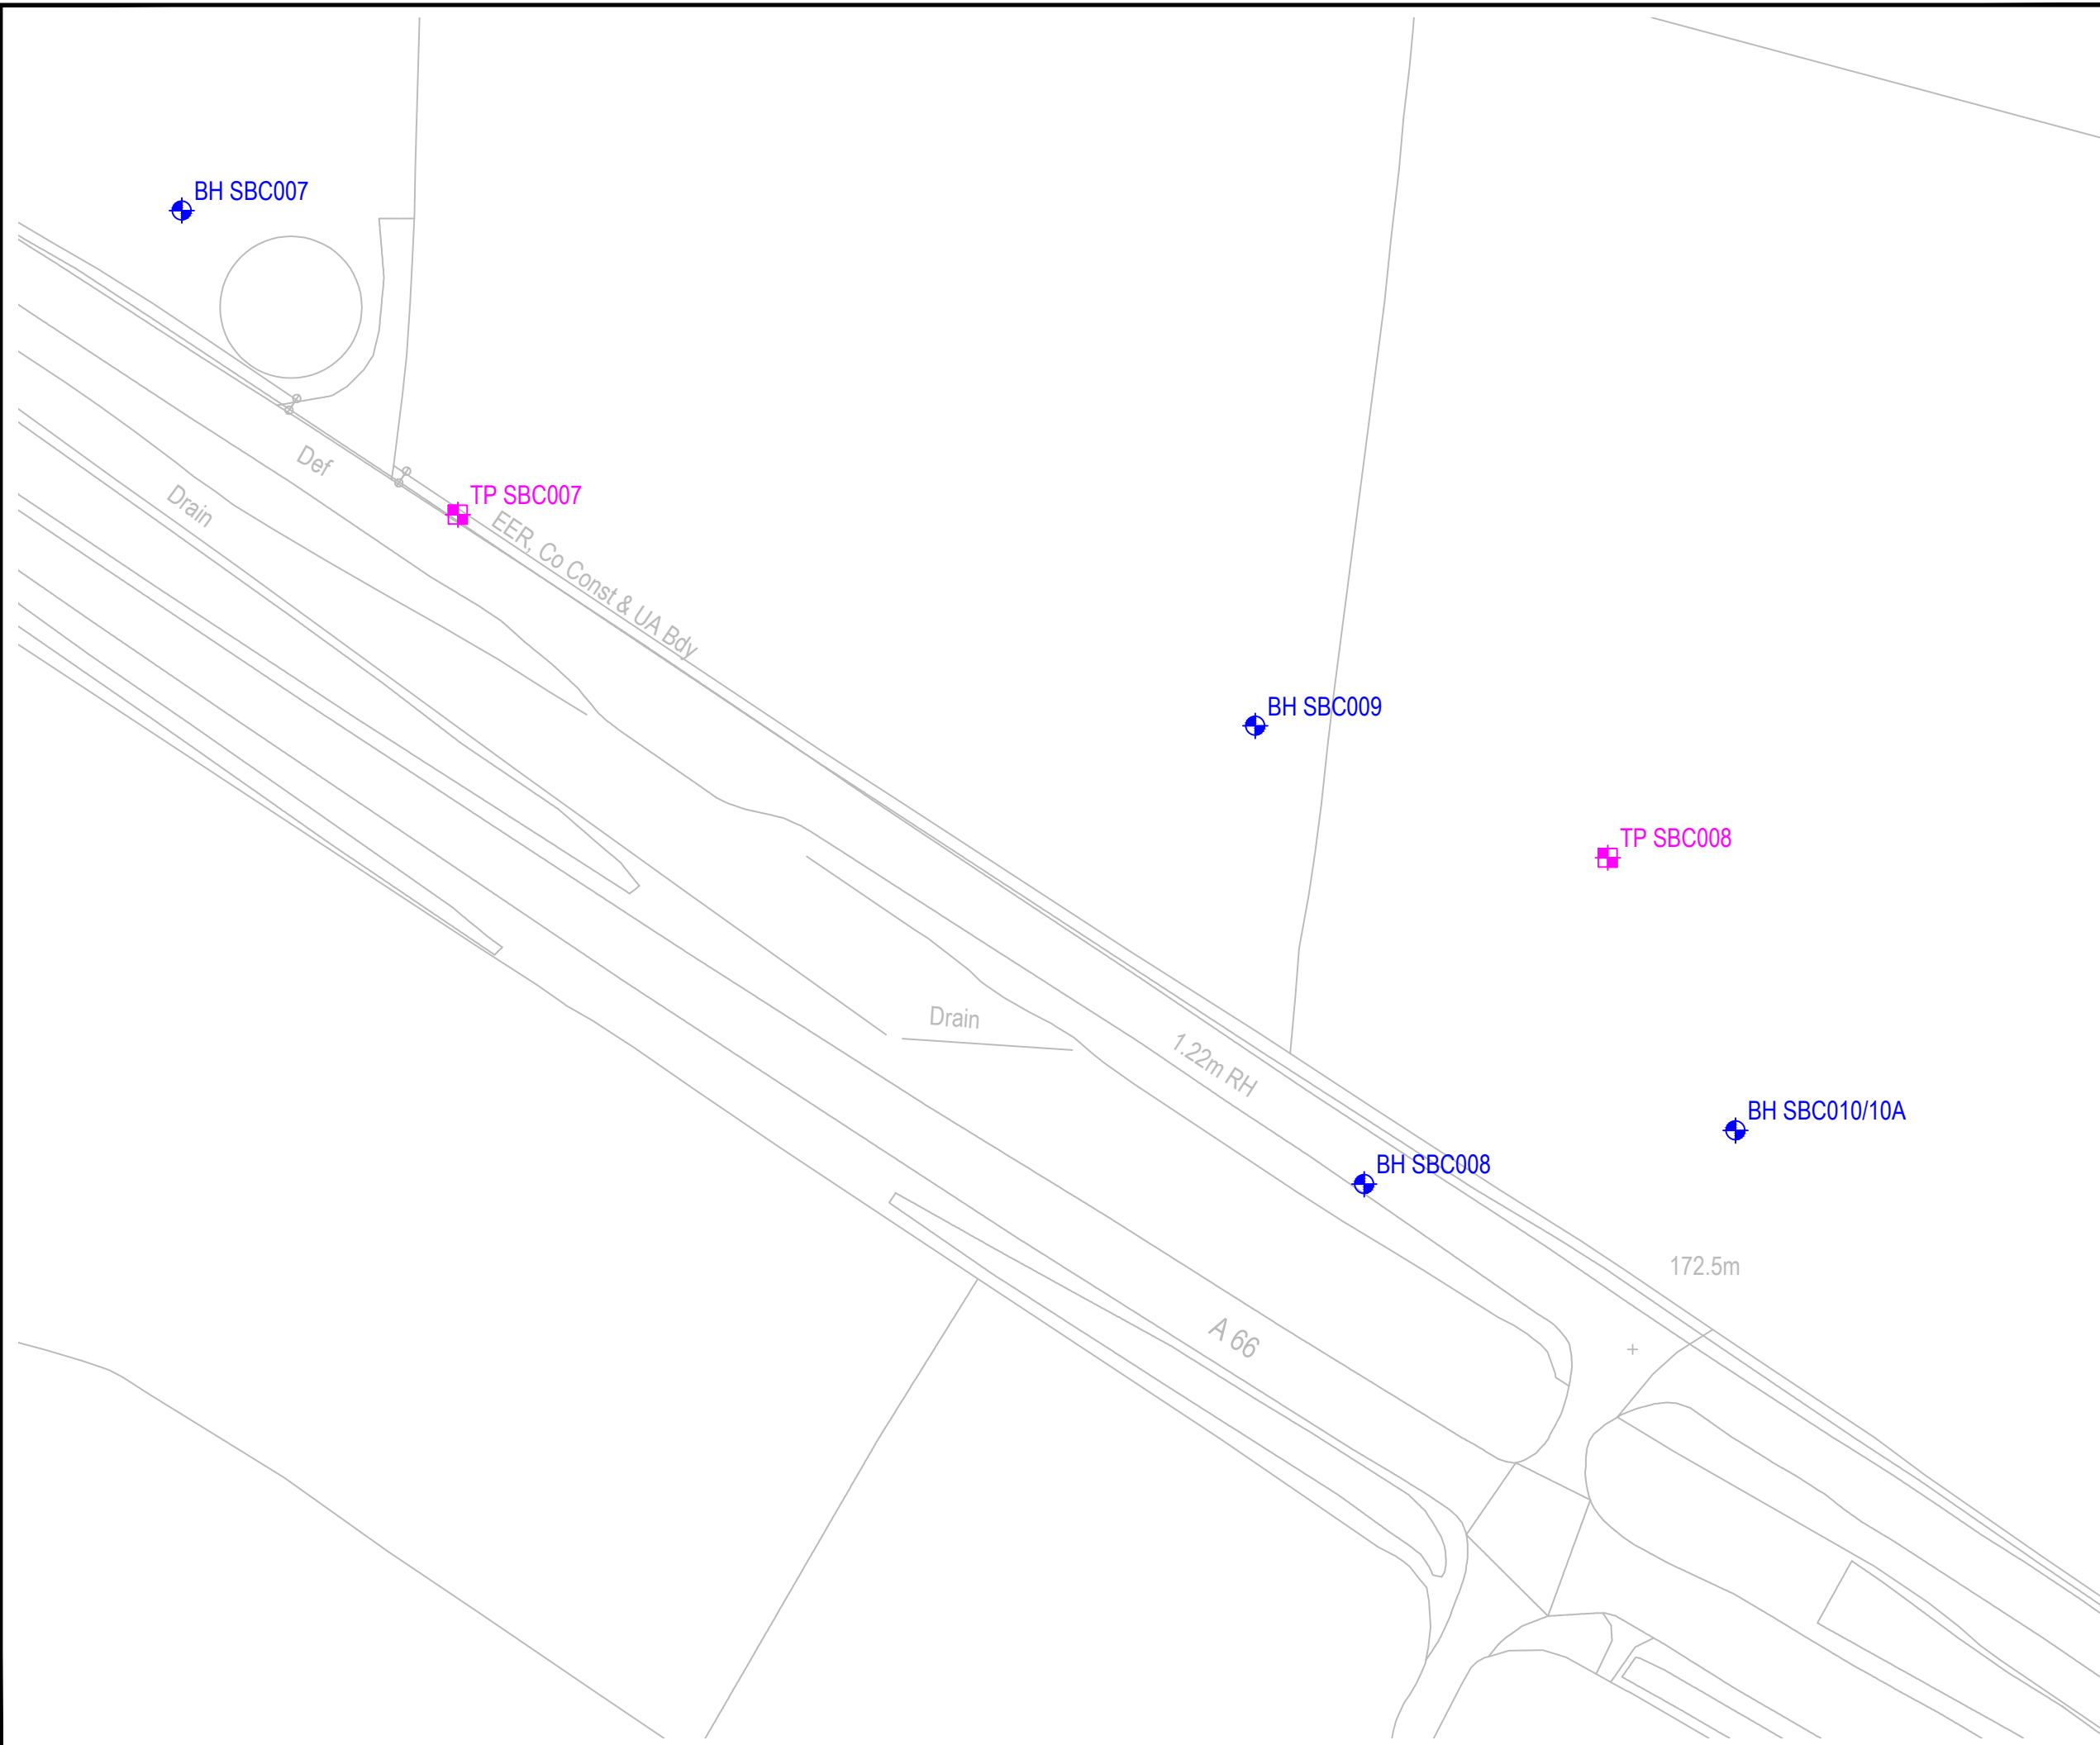 BH SBC007
Def
Drain
TP SBC007
EER, Co Const & UA Bdy
BH SBC009
TP SBC008
Drain
1.22m RH
BH SBC010/10A
BH SBC008
172.5m
A 66